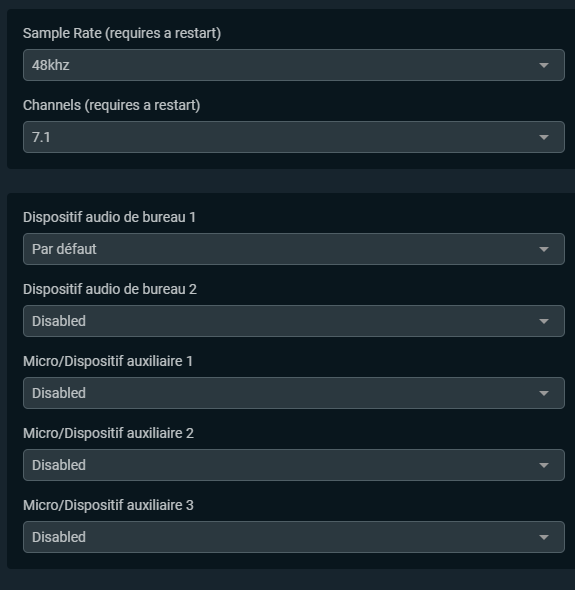 Sample Rate (requires a restart)
48khz
Channels (requires a restart)
7.1
Dispositif audio de bureau 1
Par défaut
Dispositif audio de bureau 2
Disabled
Micro/Dispositif auxiliaire 1
Disabled
Micro/Dispositif auxiliaire 2
Disabled
Micro/Dispositif auxiliaire 3
Disabled